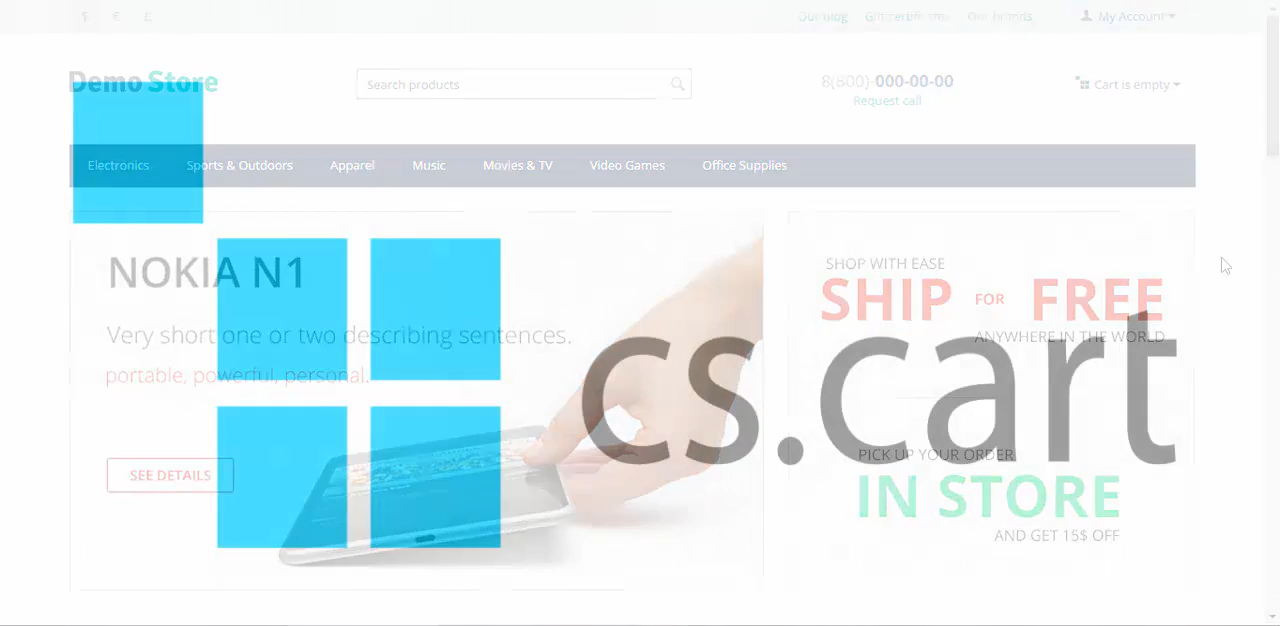 $ € £
Our blog Gift certificates Our brands My Account
Demo Store
Search products
8(800)-000-00-00
Request call
Cart is empty
Electronics Sports & Outdoors Apparel Music Movies & TV Video Games Office Supplies
NOKIA N1
Very short one or two describing sentences.
portable, powerful, personal.
SEE DETAILS
SHOP WITH EASE
SHIP FOR FREE
ANYWHERE IN THE WORLD
cs.cart
PICK UP YOUR ORDER
IN STORE
AND GET 15$ OFF